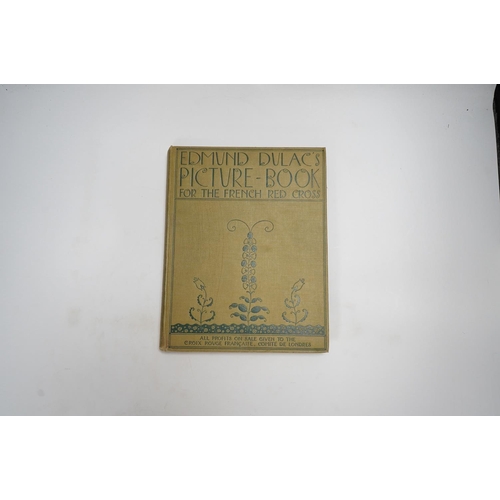 EDMUND DULAC'S
PICTURE-BOOK
FOR THE FRENCH RED CROSS
ALL PROFITS ON SALE GIVEN TO THE
CROIX ROUGE FRANÇAISE, COMITÉ DE LONDRES